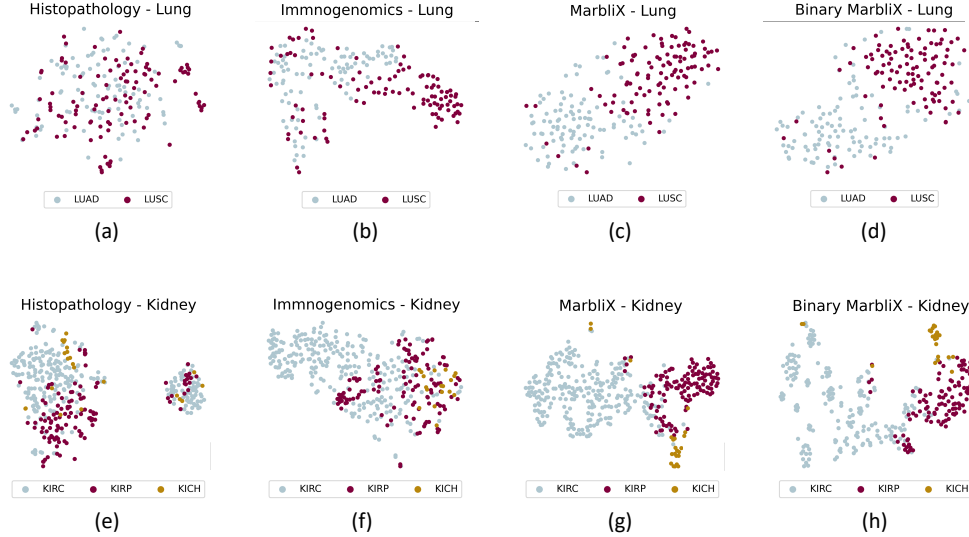 Histopathology - Lung
Immnogenomics - Lung
MarbliX - Lung
Binary MarbliX - Lung
LUAD LUSC
LUAD LUSC
LUAD LUSC
LUAD LUSC
(a)
(b)
(c)
(d)
Histopathology - Kidney
Immnogenomics - Kidney
MarbliX - Kidney
Binary MarbliX - Kidney
KIRC KIRP KICH
KIRC KIRP KICH
KIRC KIRP KICH
KIRC KIRP KICH
(e)
(f)
(g)
(h)